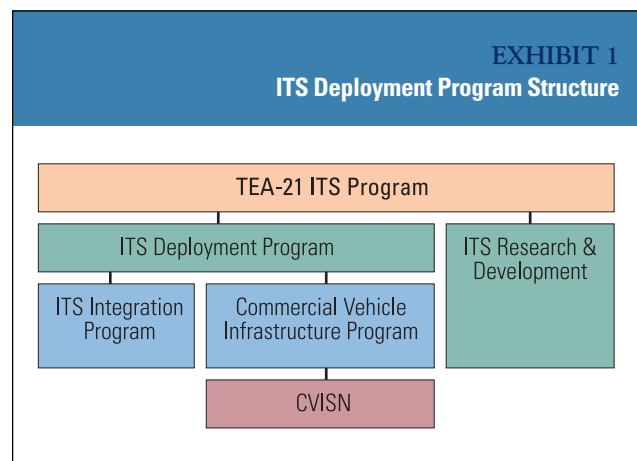 EXHIBIT 1
ITS Deployment Program Structure
TEA-21 ITS Program
ITS Deployment Program
ITS Research &
Development
ITS Integration
Program
Commercial Vehicle
Infrastructure Program
CVISN